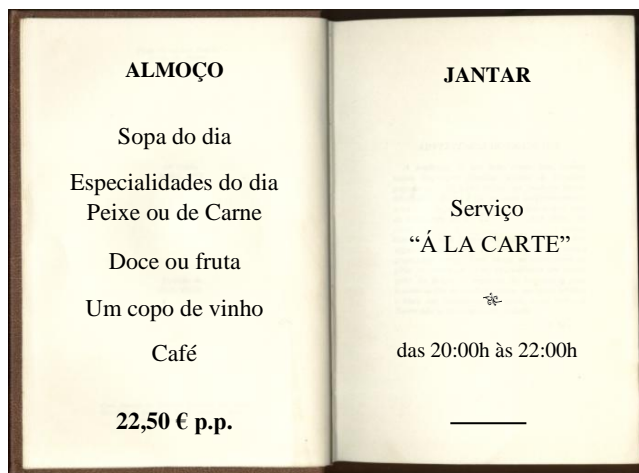 ALMOÇO
Sopa do dia
Especialidades do dia
Peixe ou de Carne
Doce ou fruta
Um copo de vinho
Café
22,50 € p.p.
JANTAR
Serviço
“Á LA CARTE”
das 20:00h às 22:00h